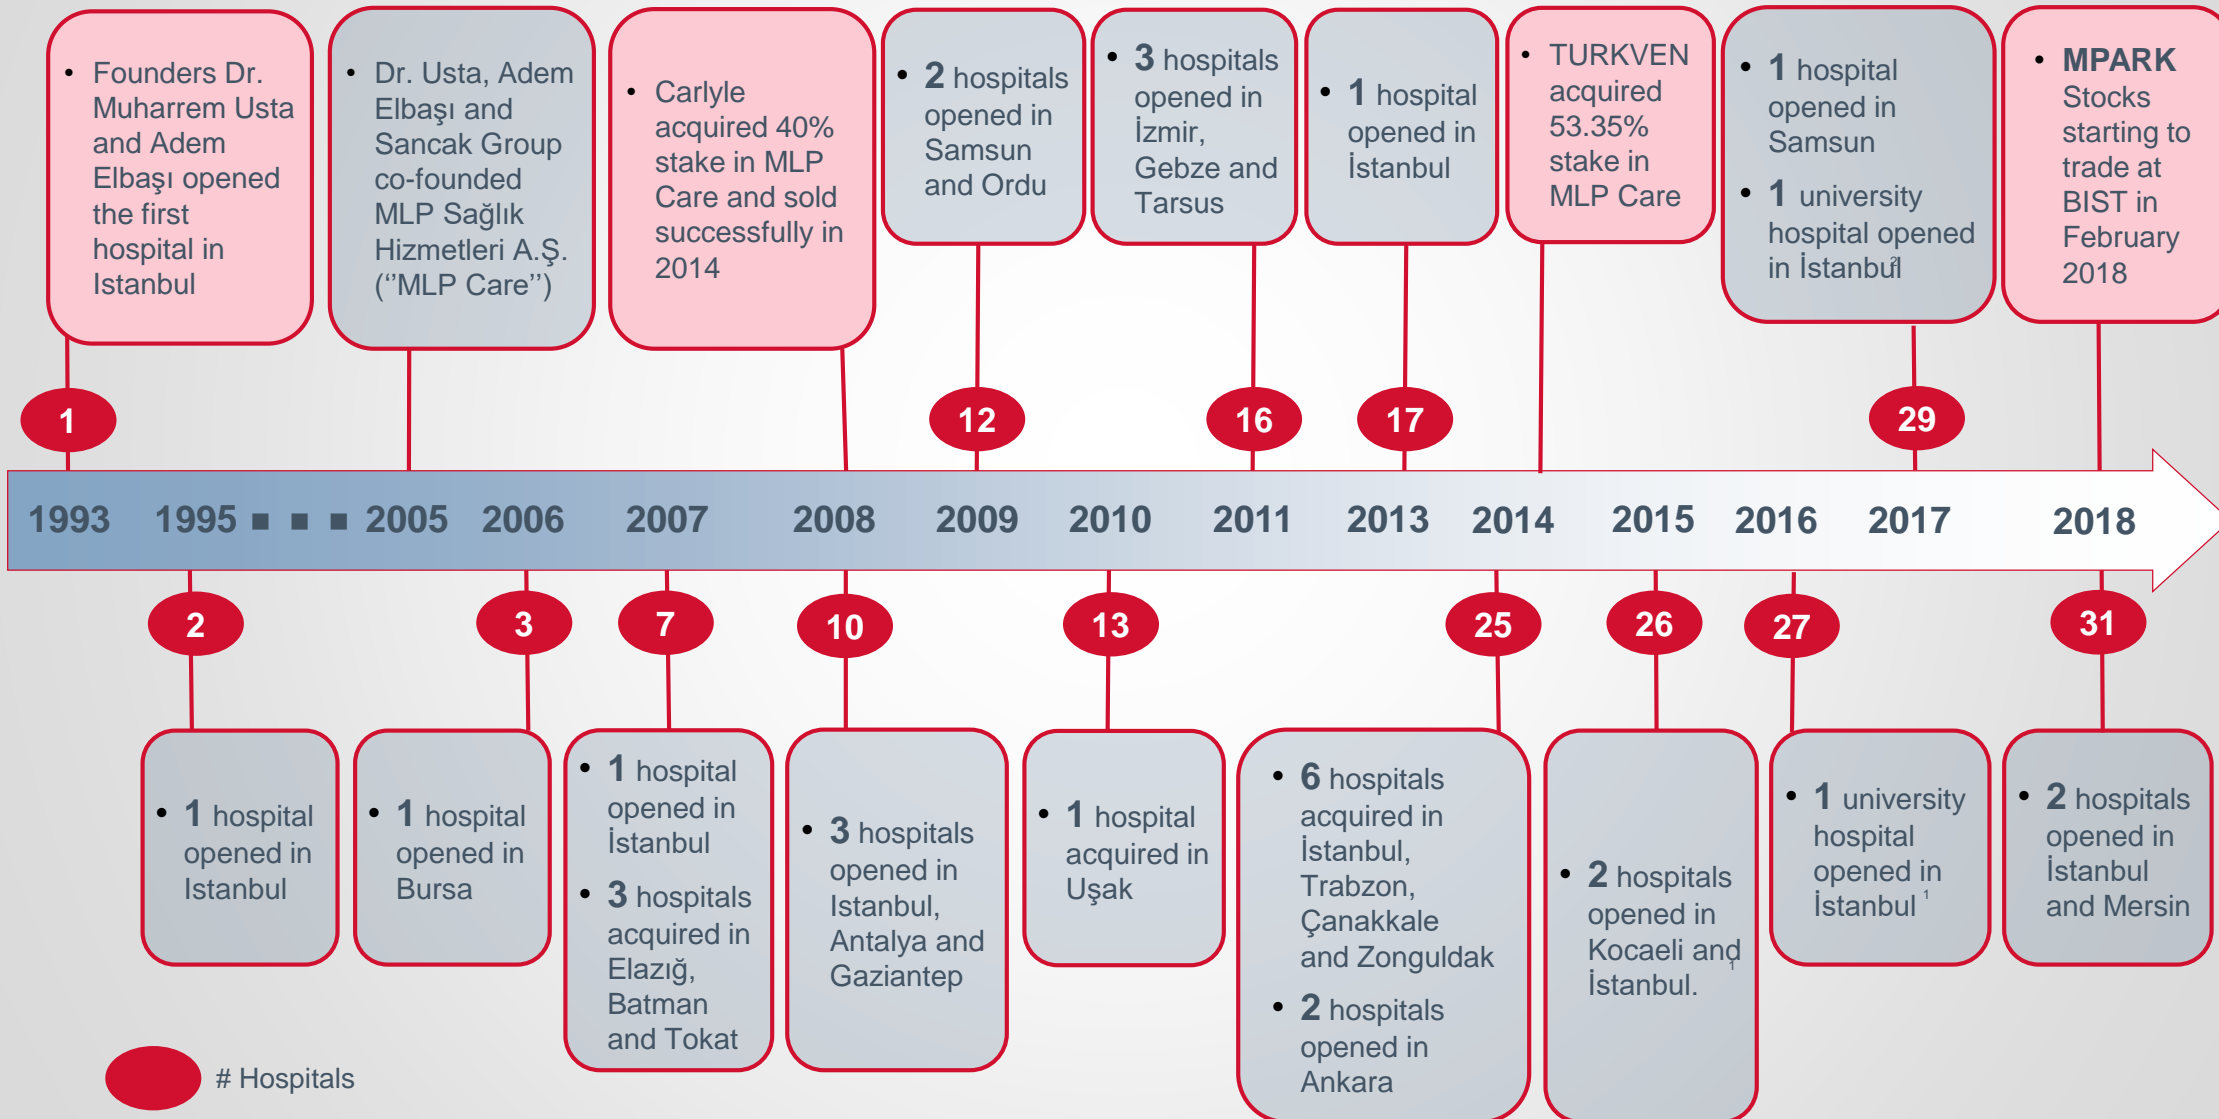 • Founders Dr.
Muharrem Usta
and Adem
Elbaşı opened
the first
hospital in
Istanbul
• Dr. Usta, Adem
Elbaşı and
Sancak Group
co-founded
MLP Sağlık
Hizmetleri A.Ş.
(‘’MLP Care’’)
• Carlyle
acquired 40%
stake in MLP
Care and sold
successfully in
2014
• 2 hospitals
opened in
Samsun
and Ordu
• 3 hospitals
opened in
İzmir,
Gebze and
Tarsus
• 1 hospital
opened in
İstanbul
• TURKVEN
acquired
53.35%
stake in
MLP Care
• 1 hospital
opened in
Samsun
• 1 university
hospital opened
in İstanbul 2
• MPARK
Stocks
starting to
trade at
BIST in
February
2018
1
12
16
17
29
1993 1995 ■ ■ ■ 2005 2006 2007 2008 2009 2010 2011 2013 2014 2015 2016 2017 2018
2
3
7
10
13
25
26
27
31
• 1 hospital
opened in
Istanbul
• 1 hospital
opened in
Bursa
• 1 hospital
opened in
İstanbul
• 3 hospitals
acquired in
Elazığ,
Batman
and Tokat
• 3 hospitals
opened in
Istanbul,
Antalya and
Gaziantep
• 1 hospital
acquired in
Uşak
• 6 hospitals
acquired in
İstanbul,
Trabzon,
Çanakkale
and Zonguldak
• 2 hospitals
opened in
Ankara
• 2 hospitals
opened in
Kocaeli and
İstanbul. 1
• 1 university
hospital
opened in
İstanbul 1
• 2 hospitals
opened in
İstanbul
and Mersin
# Hospitals